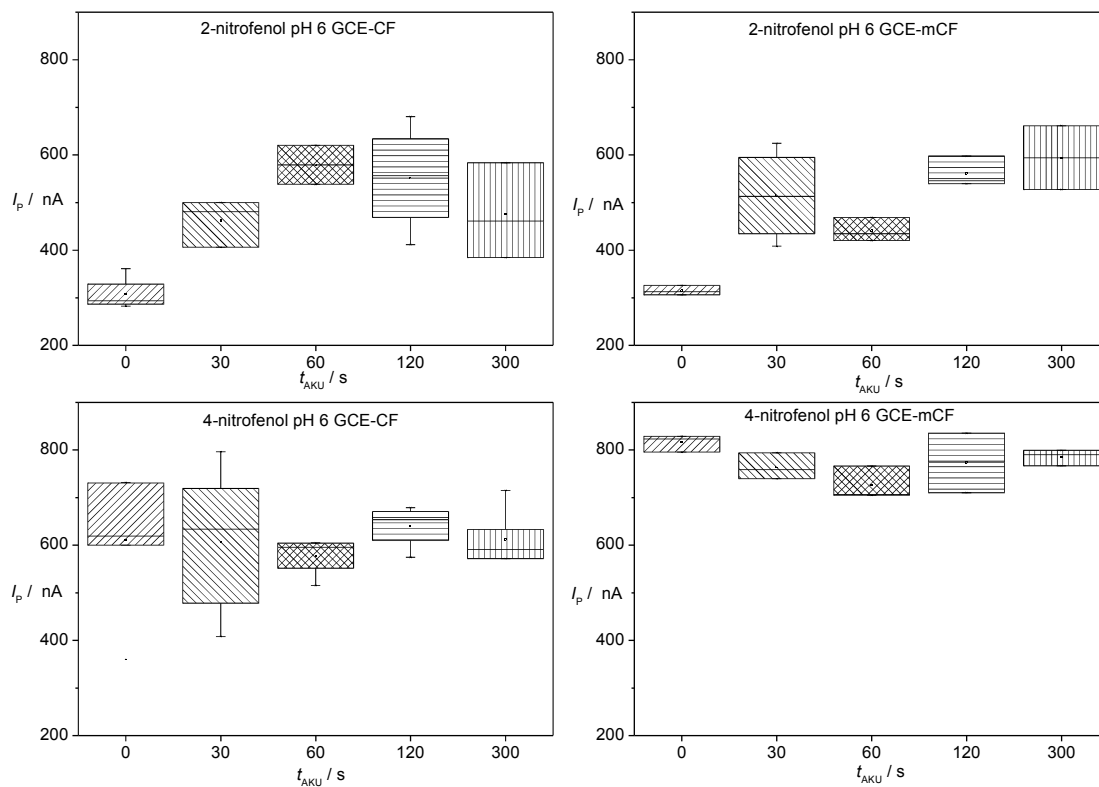 2-nitrofenol pH 6 GCE-CF
800
600
400
200
I_P / nA
0 30 60 120 300
t_AKU / s
2-nitrofenol pH 6 GCE-mCF
800
600
400
200
I_P / nA
0 30 60 120 300
t_AKU / s
4-nitrofenol pH 6 GCE-CF
800
600
400
200
I_P / nA
0 30 60 120 300
t_AKU / s
4-nitrofenol pH 6 GCE-mCF
800
600
400
200
I_P / nA
0 30 60 120 300
t_AKU / s